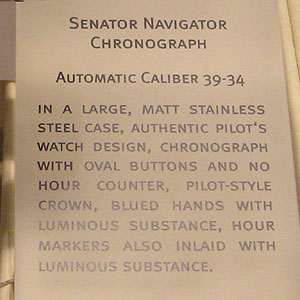 SENATOR NAVIGATOR
CHRONOGRAPH
AUTOMATIC CALIBER 39-34
IN A LARGE, MATT STAINLESS
STEEL CASE, AUTHENTIC PILOT'S
WATCH DESIGN, CHRONOGRAPH
WITH OVAL BUTTONS AND NO
HOUR COUNTER, PILOT-STYLE
CROWN, BLUED HANDS WITH
LUMINOUS SUBSTANCE, HOUR
MARKERS ALSO INLAID WITH
LUMINOUS SUBSTANCE.